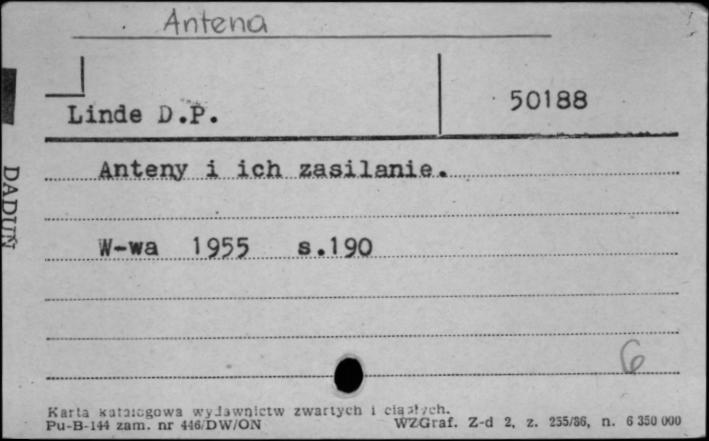 Antena
Linde D.P.
50188
Anteny i ich zasilanie.
W-wa 1955 s.190
6
DADUŃ
Karta katalogowa wydawnictw zwartych i ciągłych.
Pu-B-144 zam. nr 446/DW/ON
WZGraf. Z-d 2, z. 255/86, n. 6 350 000